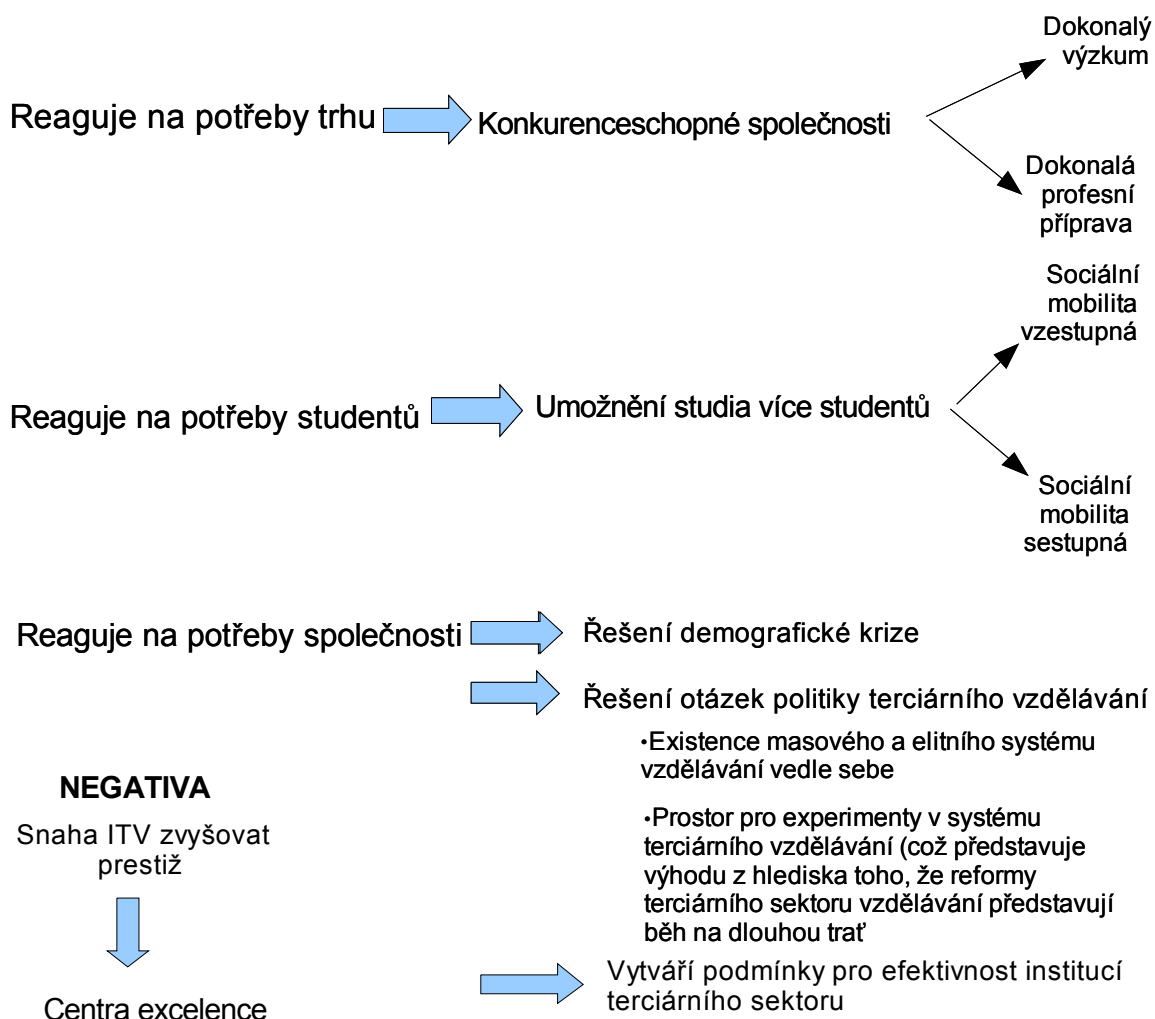 Dokonalý
výzkum
Reaguje na potřeby trhu
Konkurenceschopné společnosti
Dokonalá
profesní
příprava
Sociální
mobilita
vzestupná
Reaguje na potřeby studentů
Umožnění studia více studentů
Sociální
mobilita
sestupná
Reaguje na potřeby společnosti
Řešení demografické krize
Řešení otázek politiky terciárního vzdělávání
•Existence masového a elitního systému
vzdělávání vedle sebe
•Prostor pro experimenty v systému
terciárního vzdělávání (což představuje
výhodu z hlediska toho, že reformy
terciárního sektoru vzdělávání představují
běh na dlouhou trať
Vytváří podmínky pro efektivnost institucí
terciárního sektoru
NEGATIVA
Snaha ITV zvyšovat
prestiž
Centra excelence